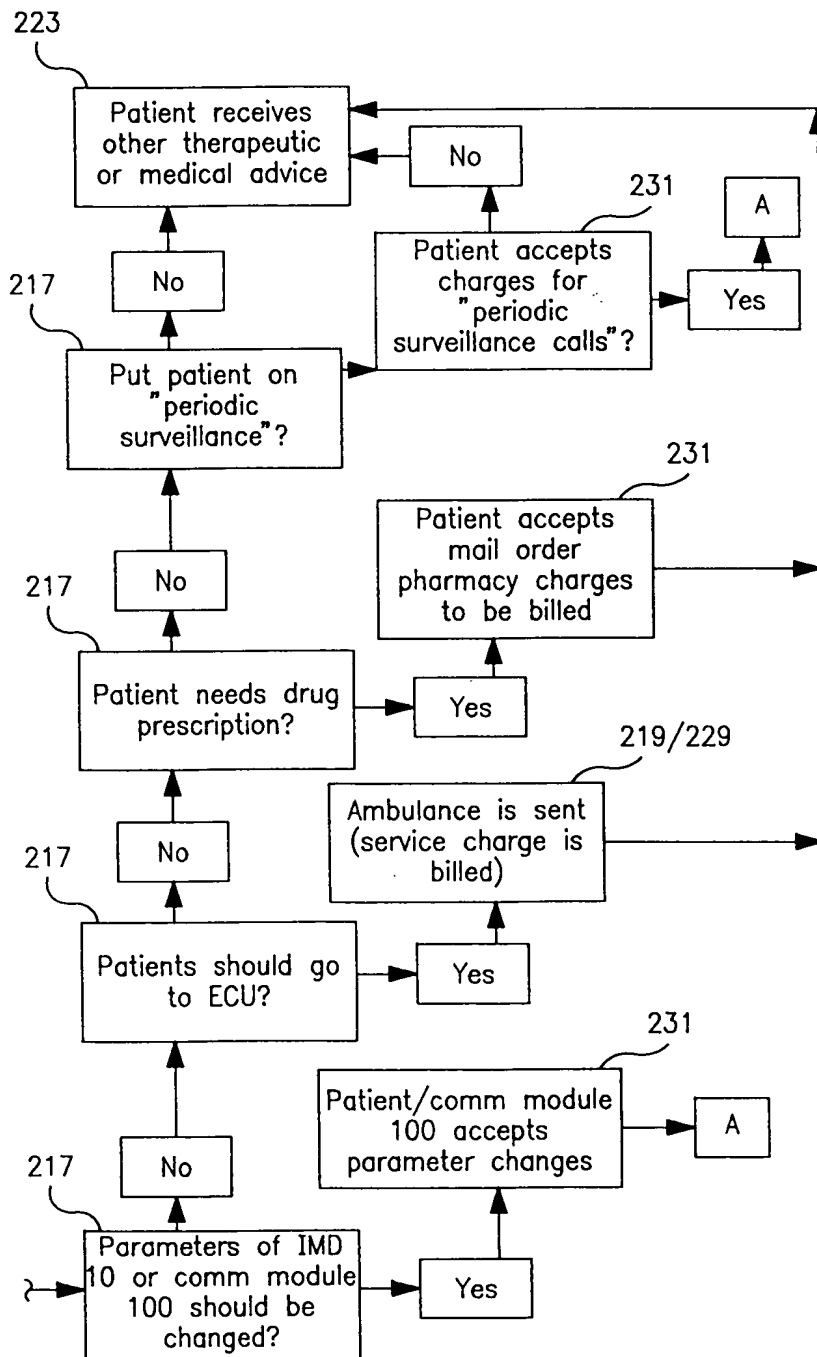 223
Patient receives
other therapeutic
or medical advice
No
231
A
Patient accepts
charges for
"periodic
surveillance calls"?
Yes
No
217
Put patient on
"periodic
surveillance"?
231
Patient accepts
mail order
pharmacy charges
to be billed
No
217
Patient needs drug
prescription?
Yes
219/229
Ambulance is sent
(service charge is
billed)
No
217
Patients should go
to ECU?
Yes
231
Patient/comm module
100 accepts
parameter changes
A
No
217
Parameters of IMD
10 or comm module
100 should be
changed?
Yes